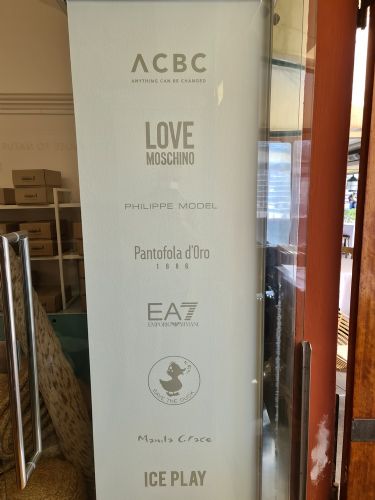 ACBC
ANYTHING CAN BE CHANGED
LOVE
MOSCHINO
PHILIPPE MODEL
Pantofola d'Oro
1886
EA7
EMPORIO ARMANI
SAVE THE DUCK
Manila Grace
ICE PLAY